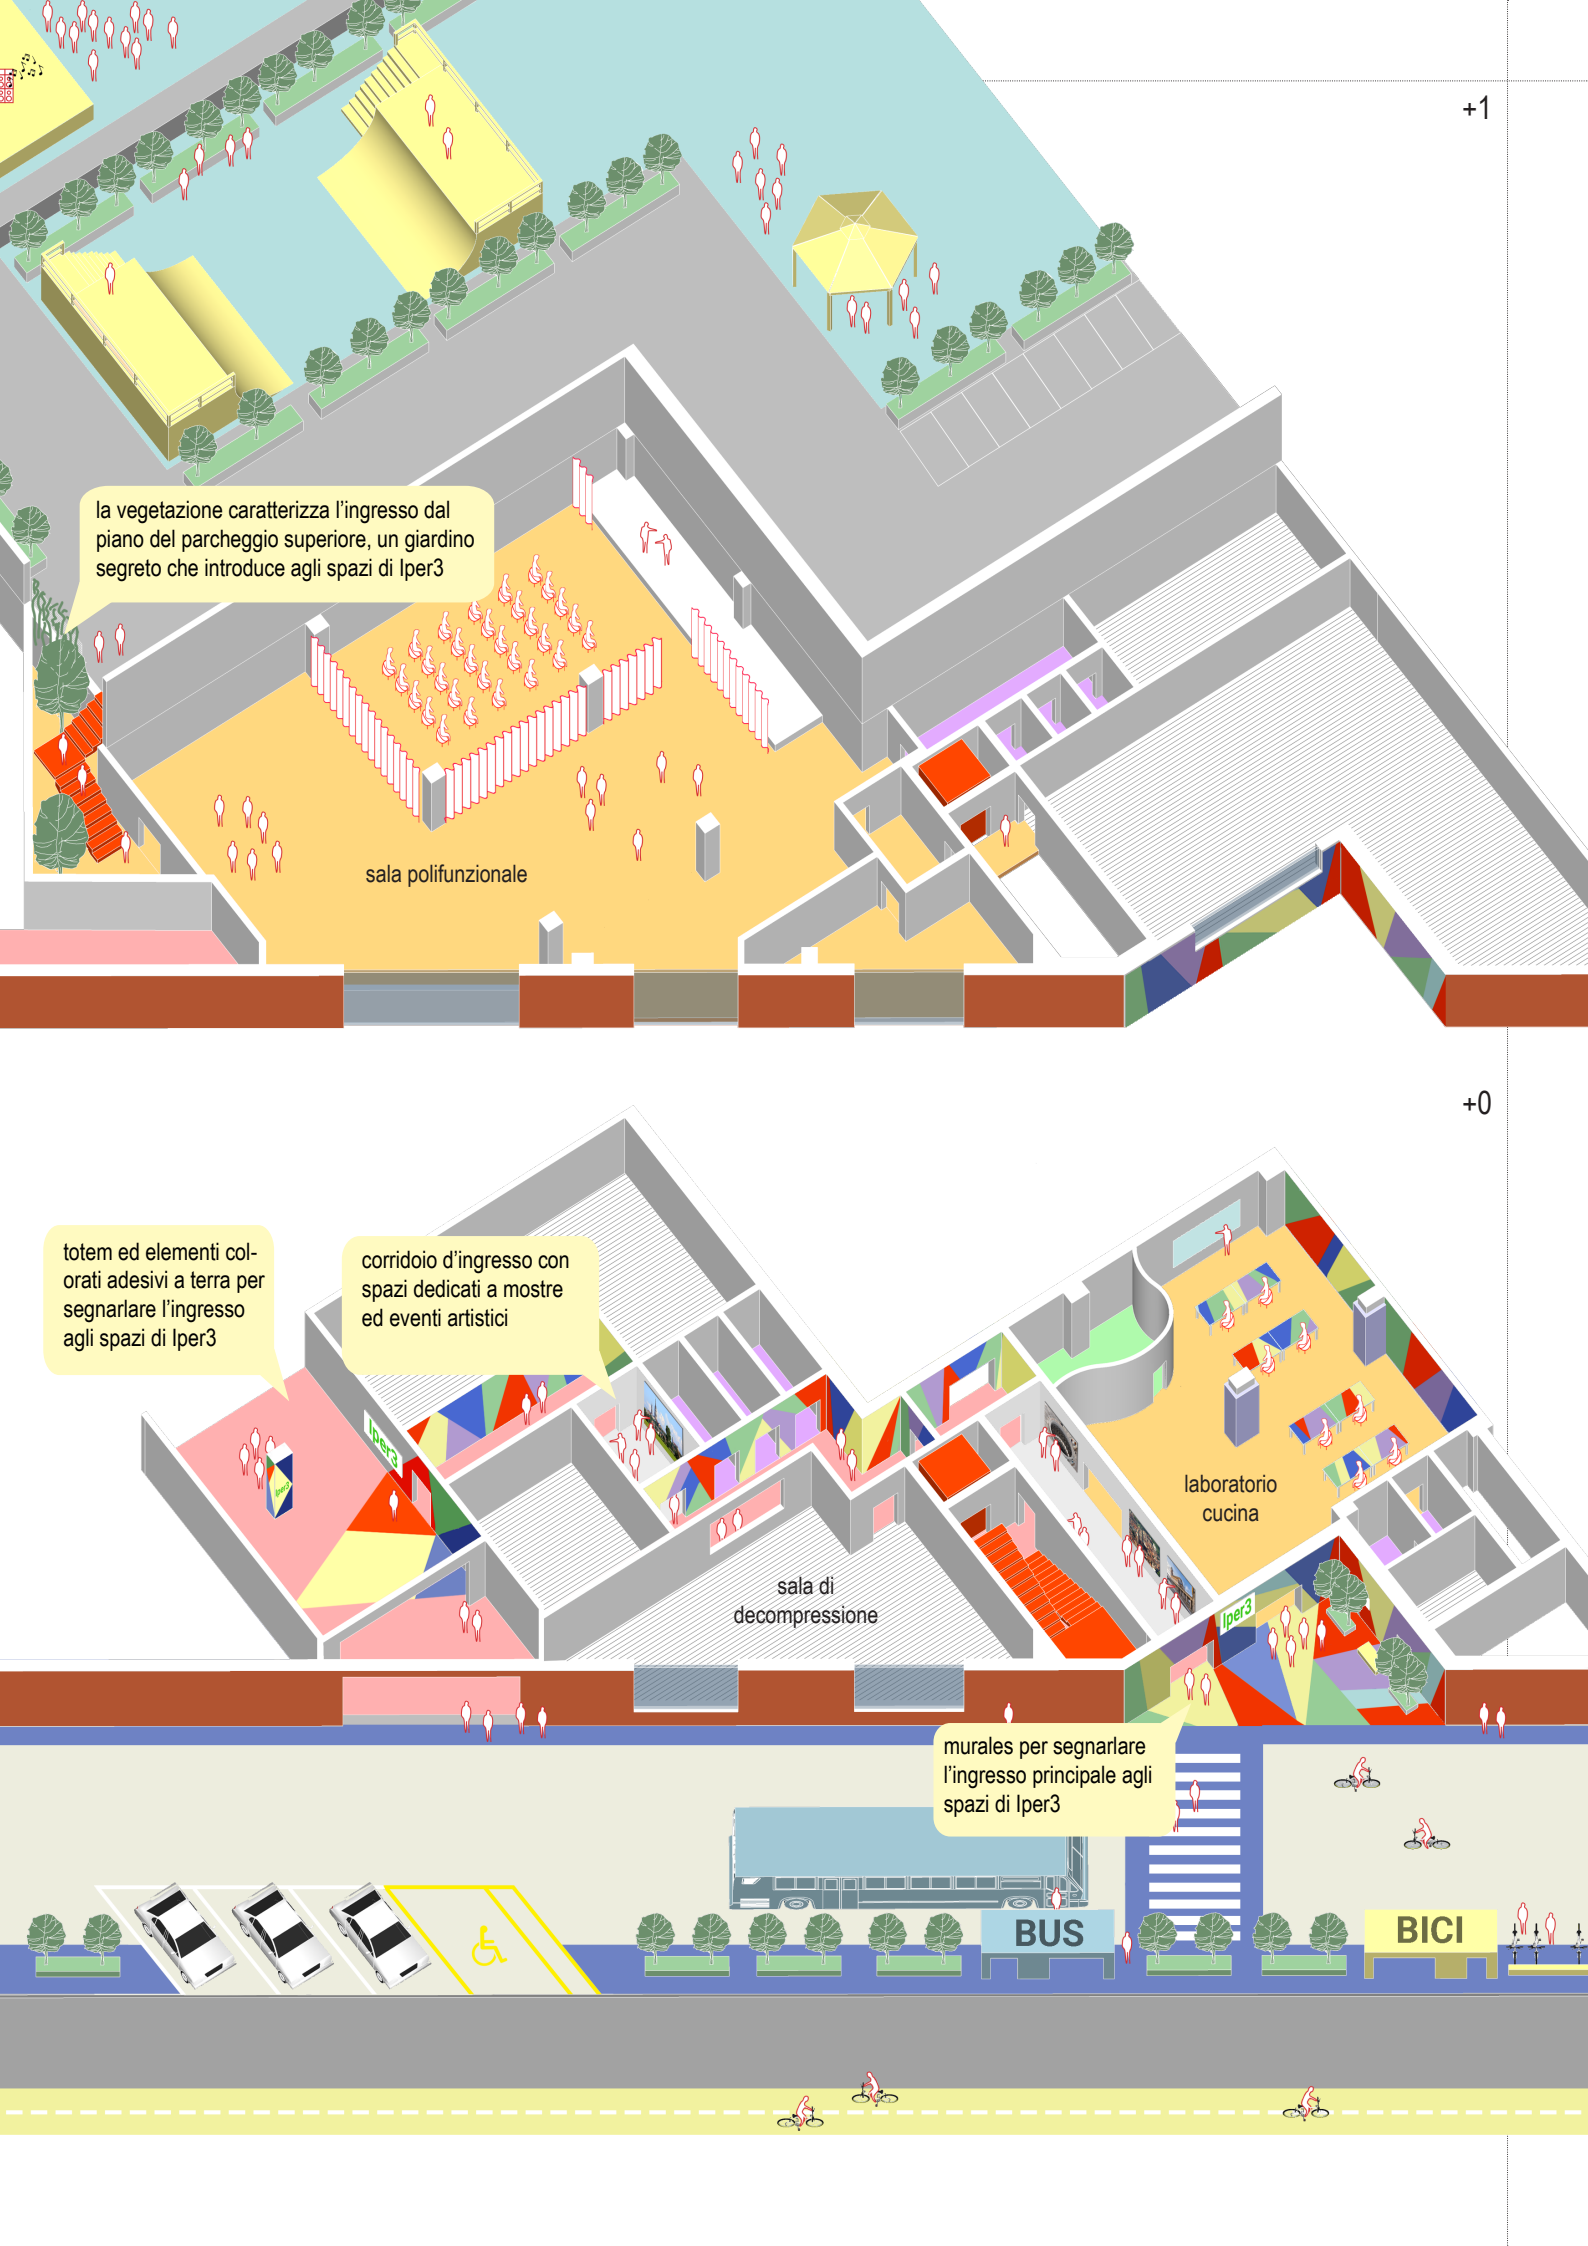 +1
la vegetazione caratterizza l'ingresso dal
piano del parcheggio superiore, un giardino
segreto che introduce agli spazi di Iper3
sala polifunzionale
+0
totem ed elementi col-
orati adesivi a terra per
segnarlare l'ingresso
agli spazi di Iper3
corridoio d'ingresso con
spazi dedicati a mostre
ed eventi artistici
Iper3
Iper3
laboratorio
cucina
sala di
decompressione
Iper3
murales per segnarlare
l'ingresso principale agli
spazi di Iper3
BUS
BICI